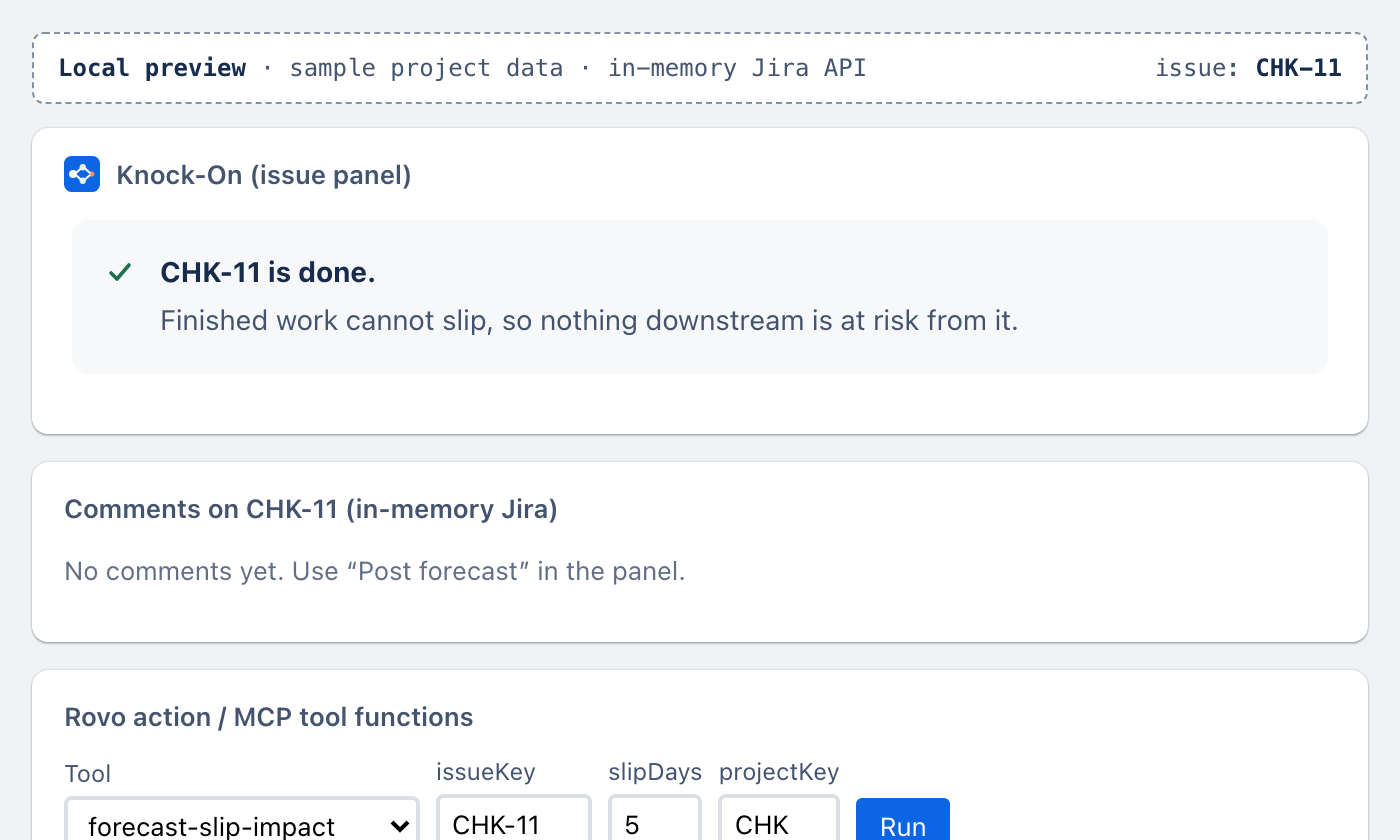 Local preview · sample project data · in-memory Jira API issue: CHK-11
Knock-On (issue panel)
CHK-11 is done.
Finished work cannot slip, so nothing downstream is at risk from it.
Comments on CHK-11 (in-memory Jira)
No comments yet. Use “Post forecast” in the panel.
Rovo action / MCP tool functions
Tool issueKey slipDays projectKey
forecast-slip-impact CHK-11 5 CHK Run